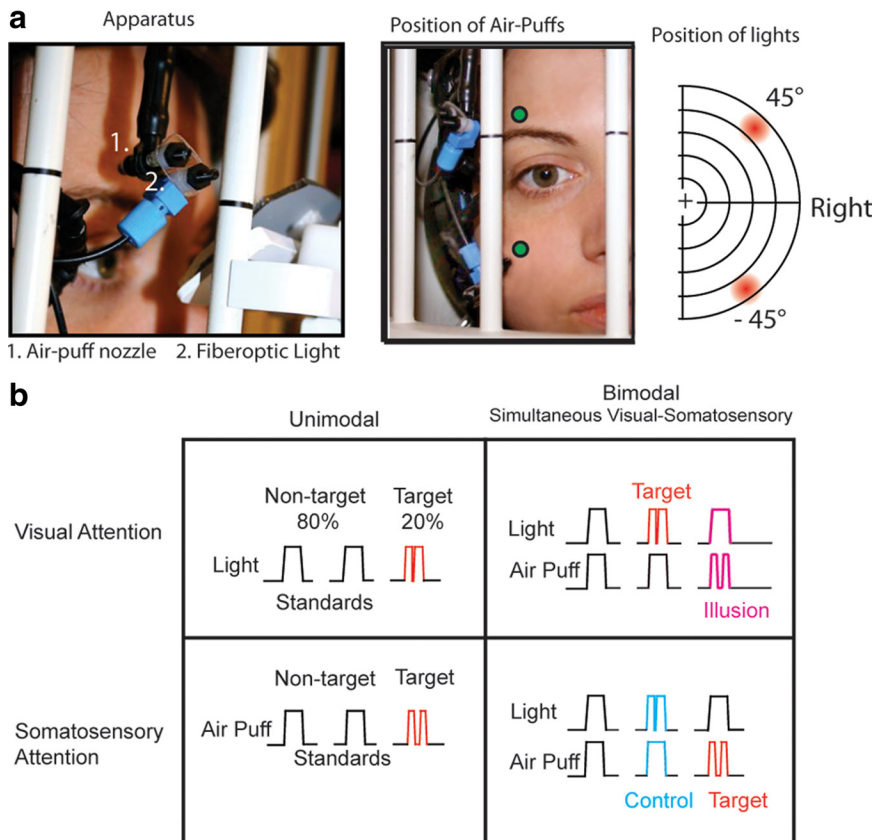 a
Apparatus
Position of Air-Puffs
Position of lights
1.
2.
45°
+
Right
- 45°
1. Air-puff nozzle 2. Fiberoptic Light
b
Unimodal
Bimodal
Simultaneous Visual-Somatosensory
Visual Attention
Non-target Target
80% 20%
Light
Standards
Target
Light
Air Puff
Illusion
Somatosensory
Attention
Non-target Target
Air Puff
Standards
Light
Air Puff
Control Target